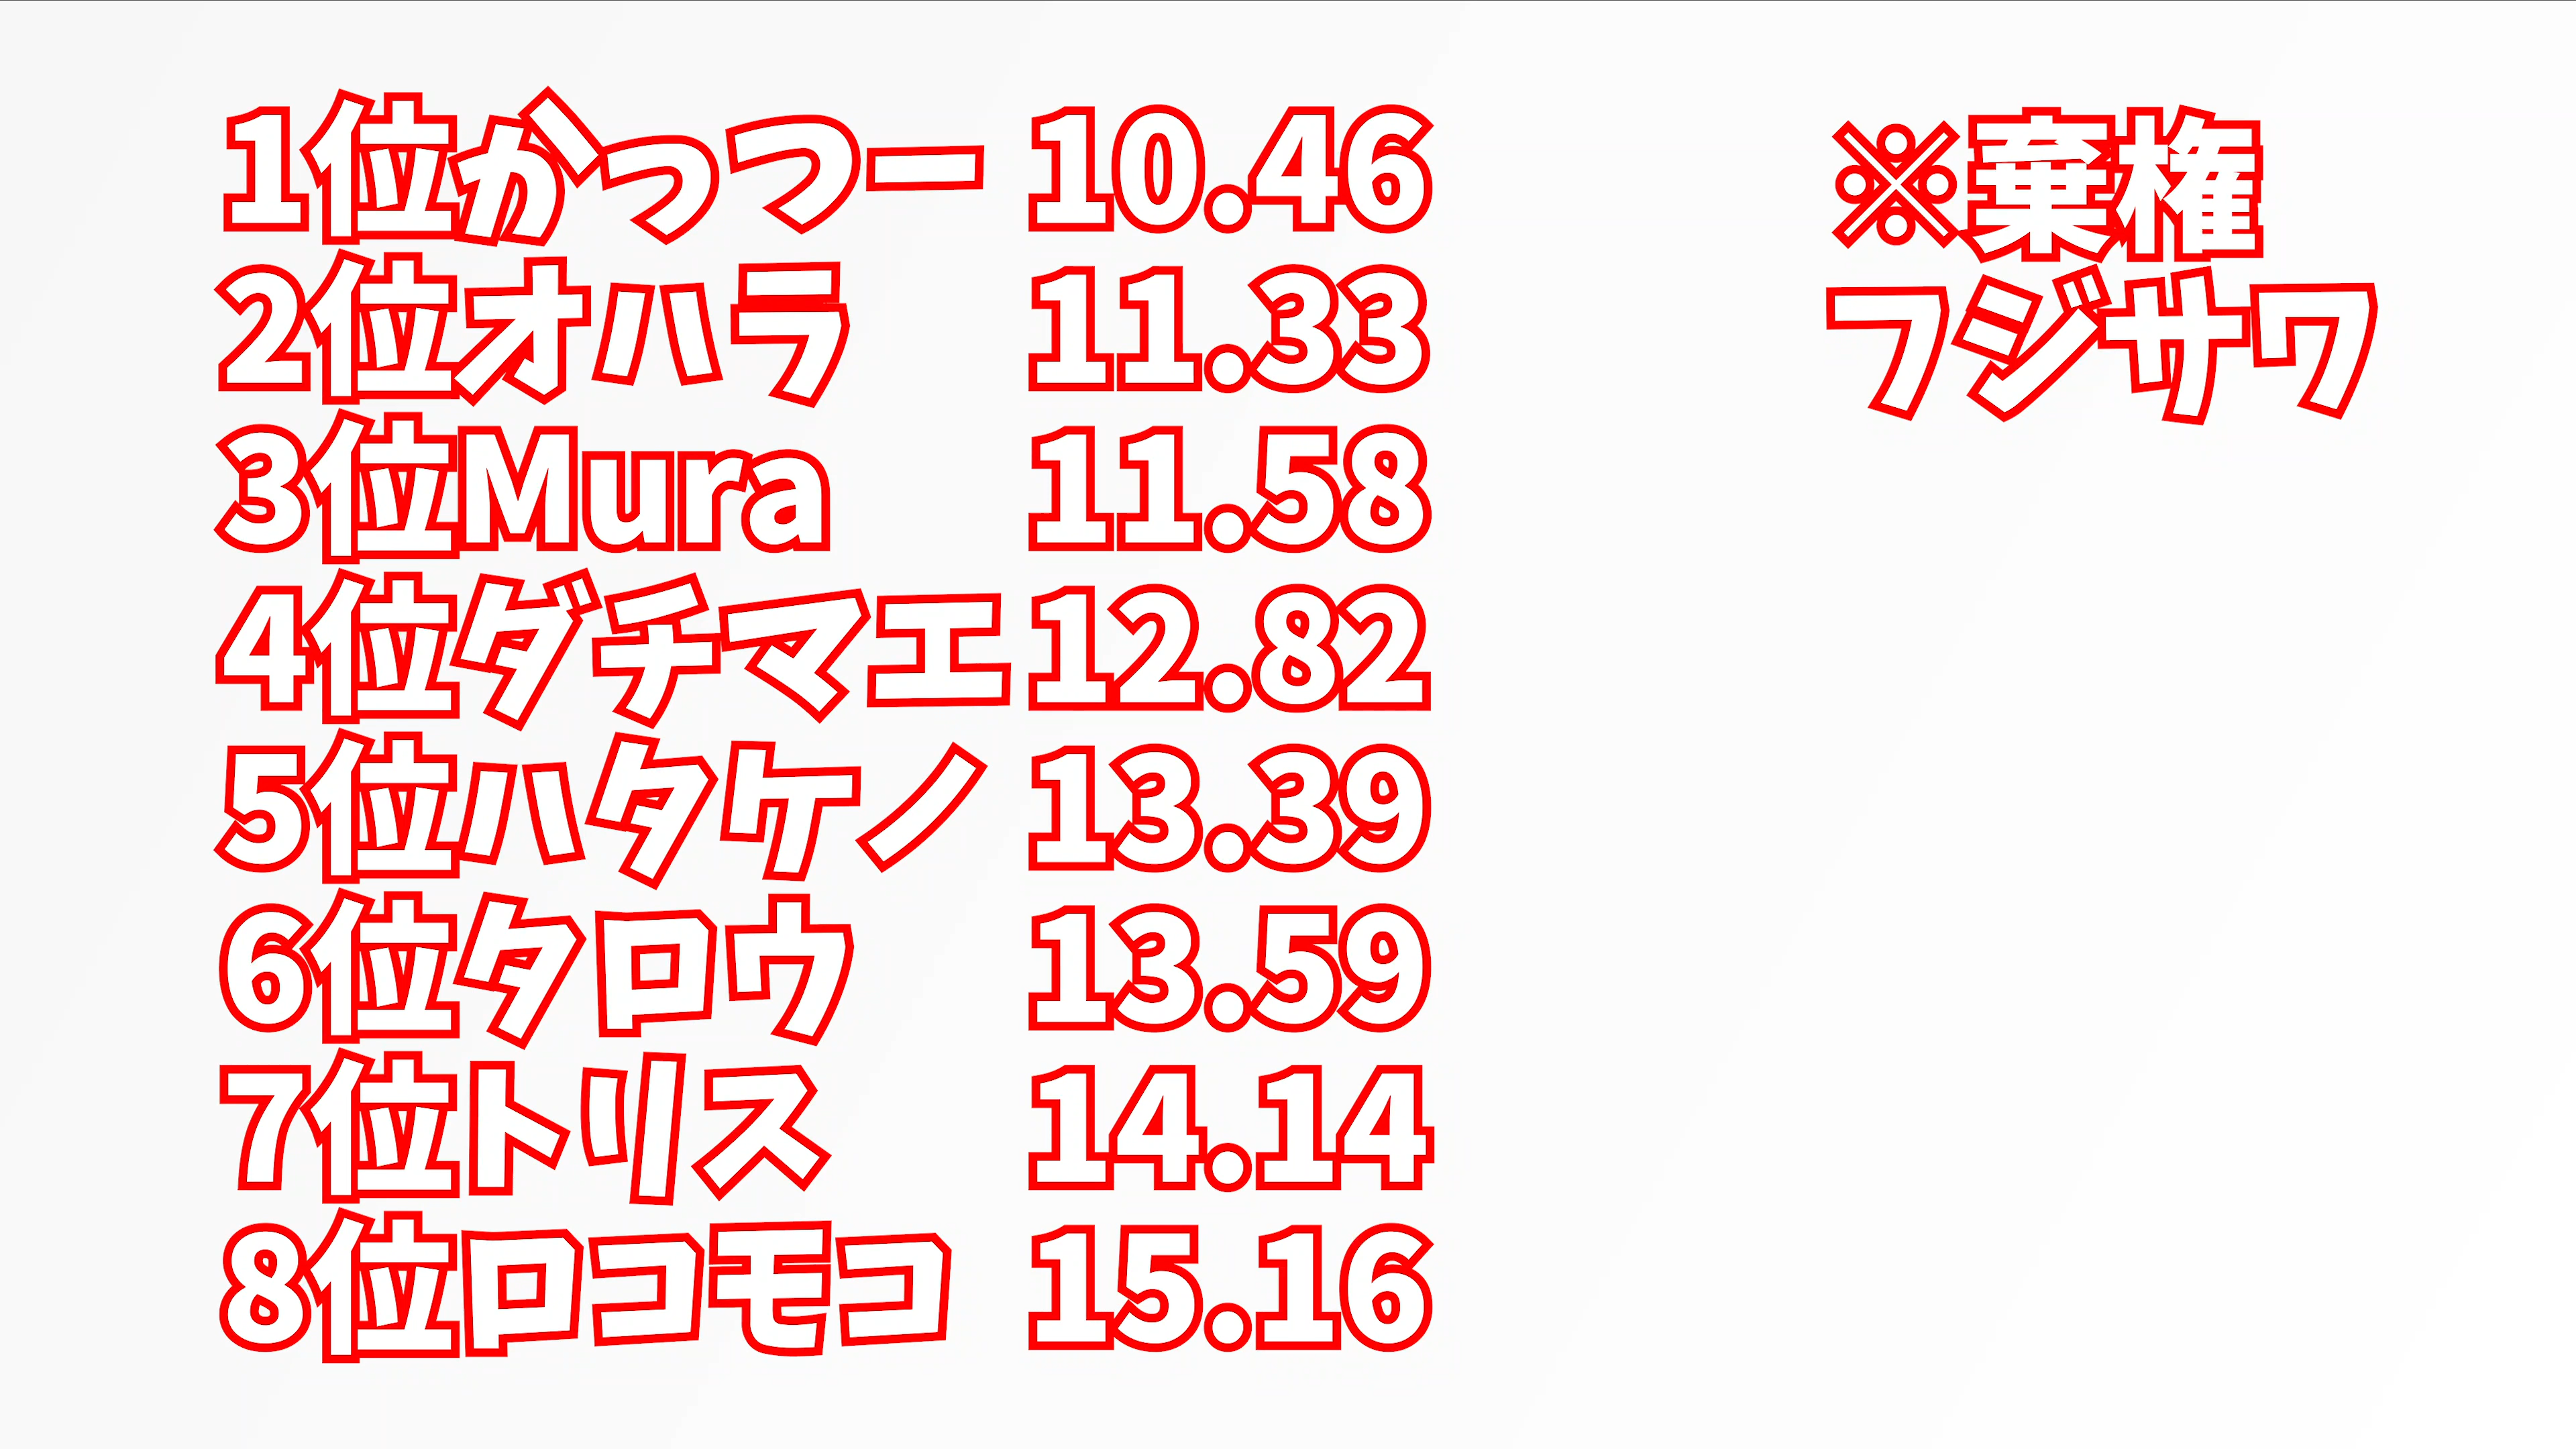 1位かっつー 10.46
2位オハラ 11.33
3位Mura 11.58
4位ダチマエ 12.82
5位ハタケノ 13.39
6位タロウ 13.59
7位トリス 14.14
8位ロコモコ 15.16
※棄権
フジサワ